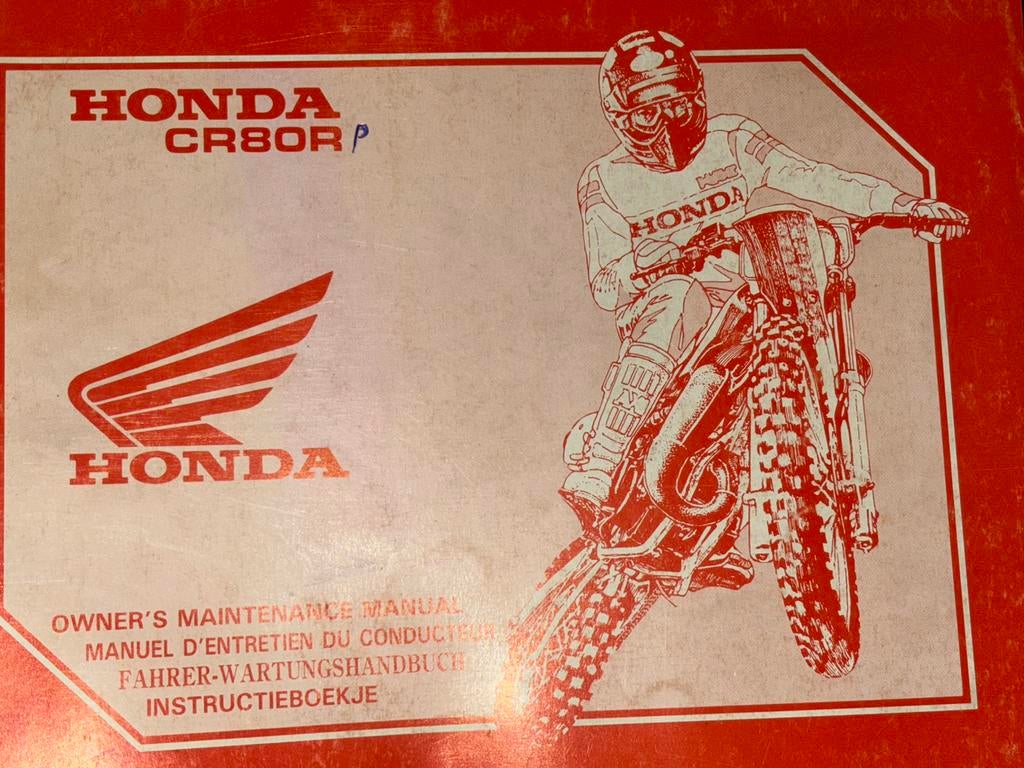 HONDA
CR80R P
HONDA
HONDA
OWNER'S MAINTENANCE MANUAL
MANUEL D'ENTRETIEN DU CONDUCTEUR
FAHRER-WARTUNGSHANDBUCH
INSTRUCTIEBOEKJE